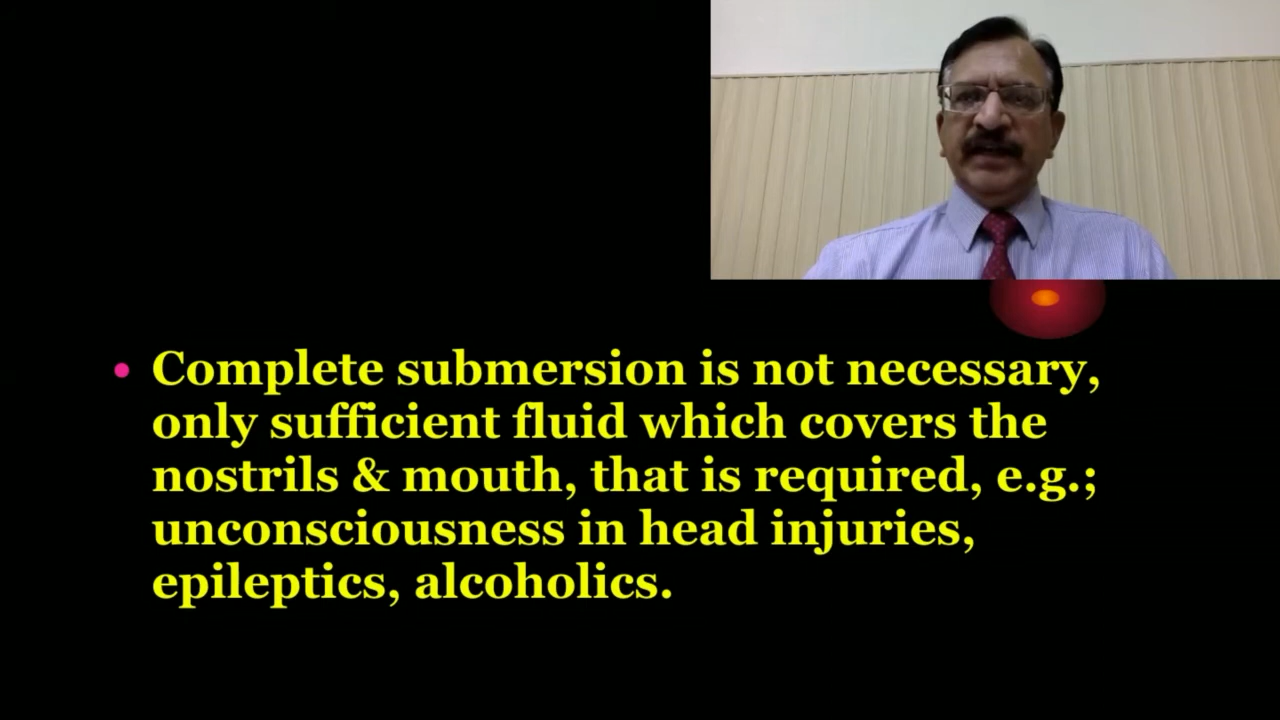 • Complete submersion is not necessary,
only sufficient fluid which covers the
nostrils & mouth, that is required, e.g.;
unconsciousness in head injuries,
epileptics, alcoholics.